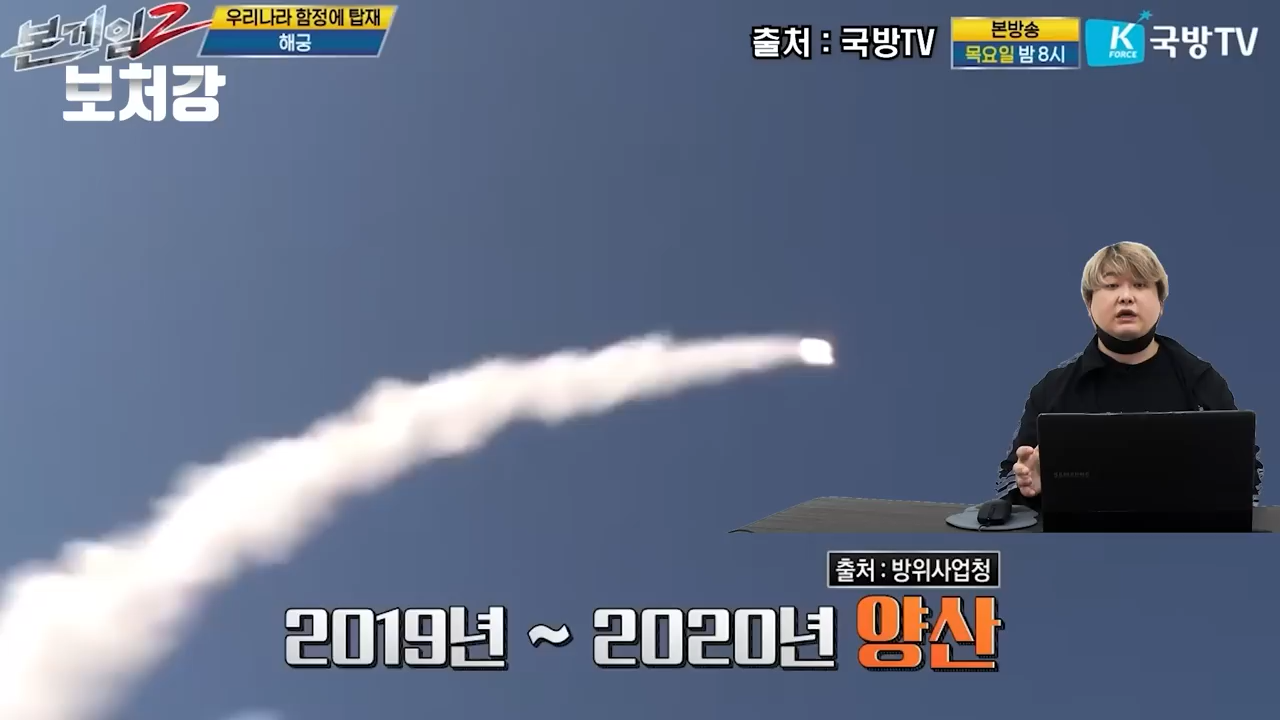 본게임2
우리나라 함정에 탑재
해궁
보처강
출처 : 국방TV
본방송
목요일 밤 8시
K
FORCE
국방TV
SAMSUNG
출처 : 방위사업청
2019년 ~ 2020년 양산